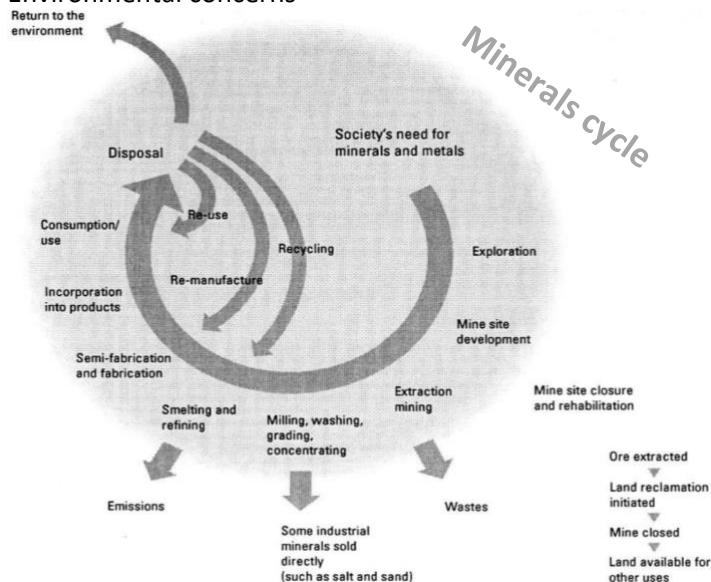 Environmental concerns
Return to the
environment
Minerals cycle
Society's need for
minerals and metals
Disposal
Re-use
Consumption/
use
Recycling
Exploration
Re-manufacture
Incorporation
into products
Mine site
development
Semi-fabrication
and fabrication
Extraction
mining
Mine site closure
and rehabilitation
Smelting and
refining
Milling, washing,
grading,
concentrating
Emissions
Wastes
Some industrial
minerals sold
directly
(such as salt and sand)
Ore extracted
Land reclamation
initiated
Mine closed
Land available for
other uses